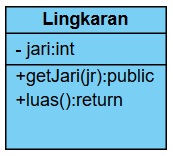 Lingkaran
- jari:int
+getJari(jr):public
+luas():return